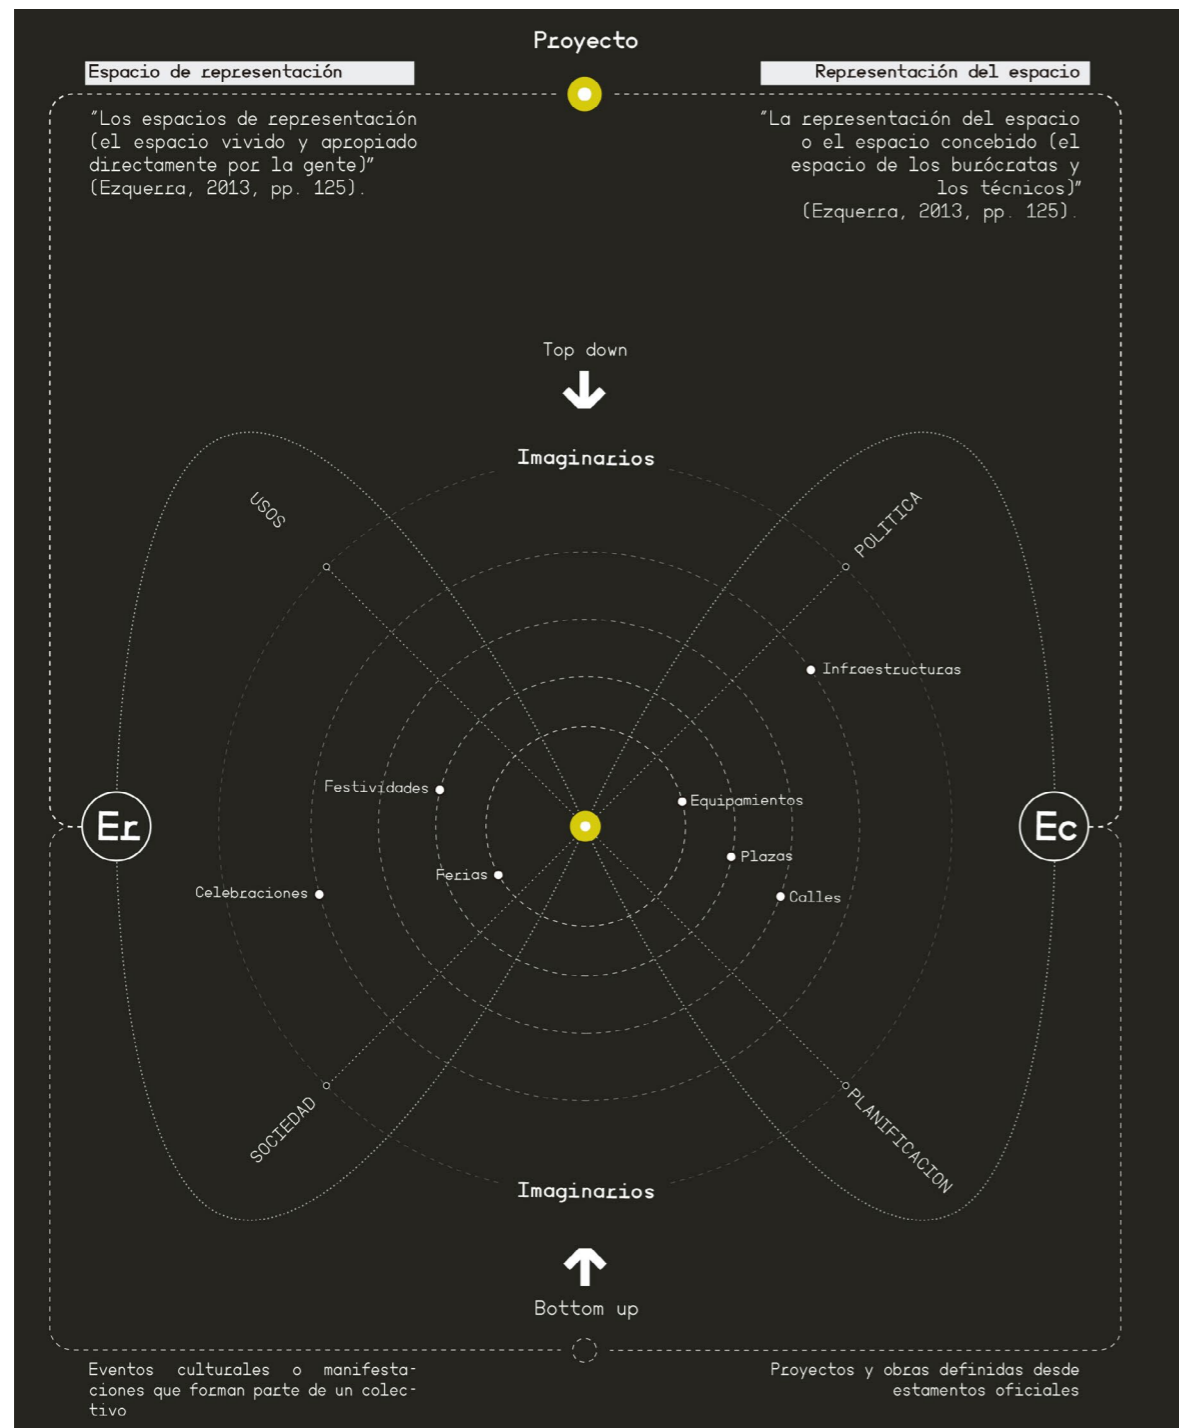 Proyecto
Espacio de representación
Representación del espacio
"Los espacios de representación
(el espacio vivido y apropiado
directamente por la gente)"
(Ezquerra, 2013, pp. 125).
"La representación del espacio
o el espacio concebido (el
espacio de los burócratas y
los técnicos)"
(Ezquerra, 2013, pp. 125).
Top down
Imaginarios
USOS
POLITICA
Infraestructuras
Festividades
Equipamientos
Er
Ec
Plazas
Ferias
Celebraciones
Calles
SOCIEDAD
PLANIFICACION
Imaginarios
Bottom up
Eventos culturales o manifesta-
ciones que forman parte de un colec-
tivo
Proyectos y obras definidas desde
estamentos oficiales